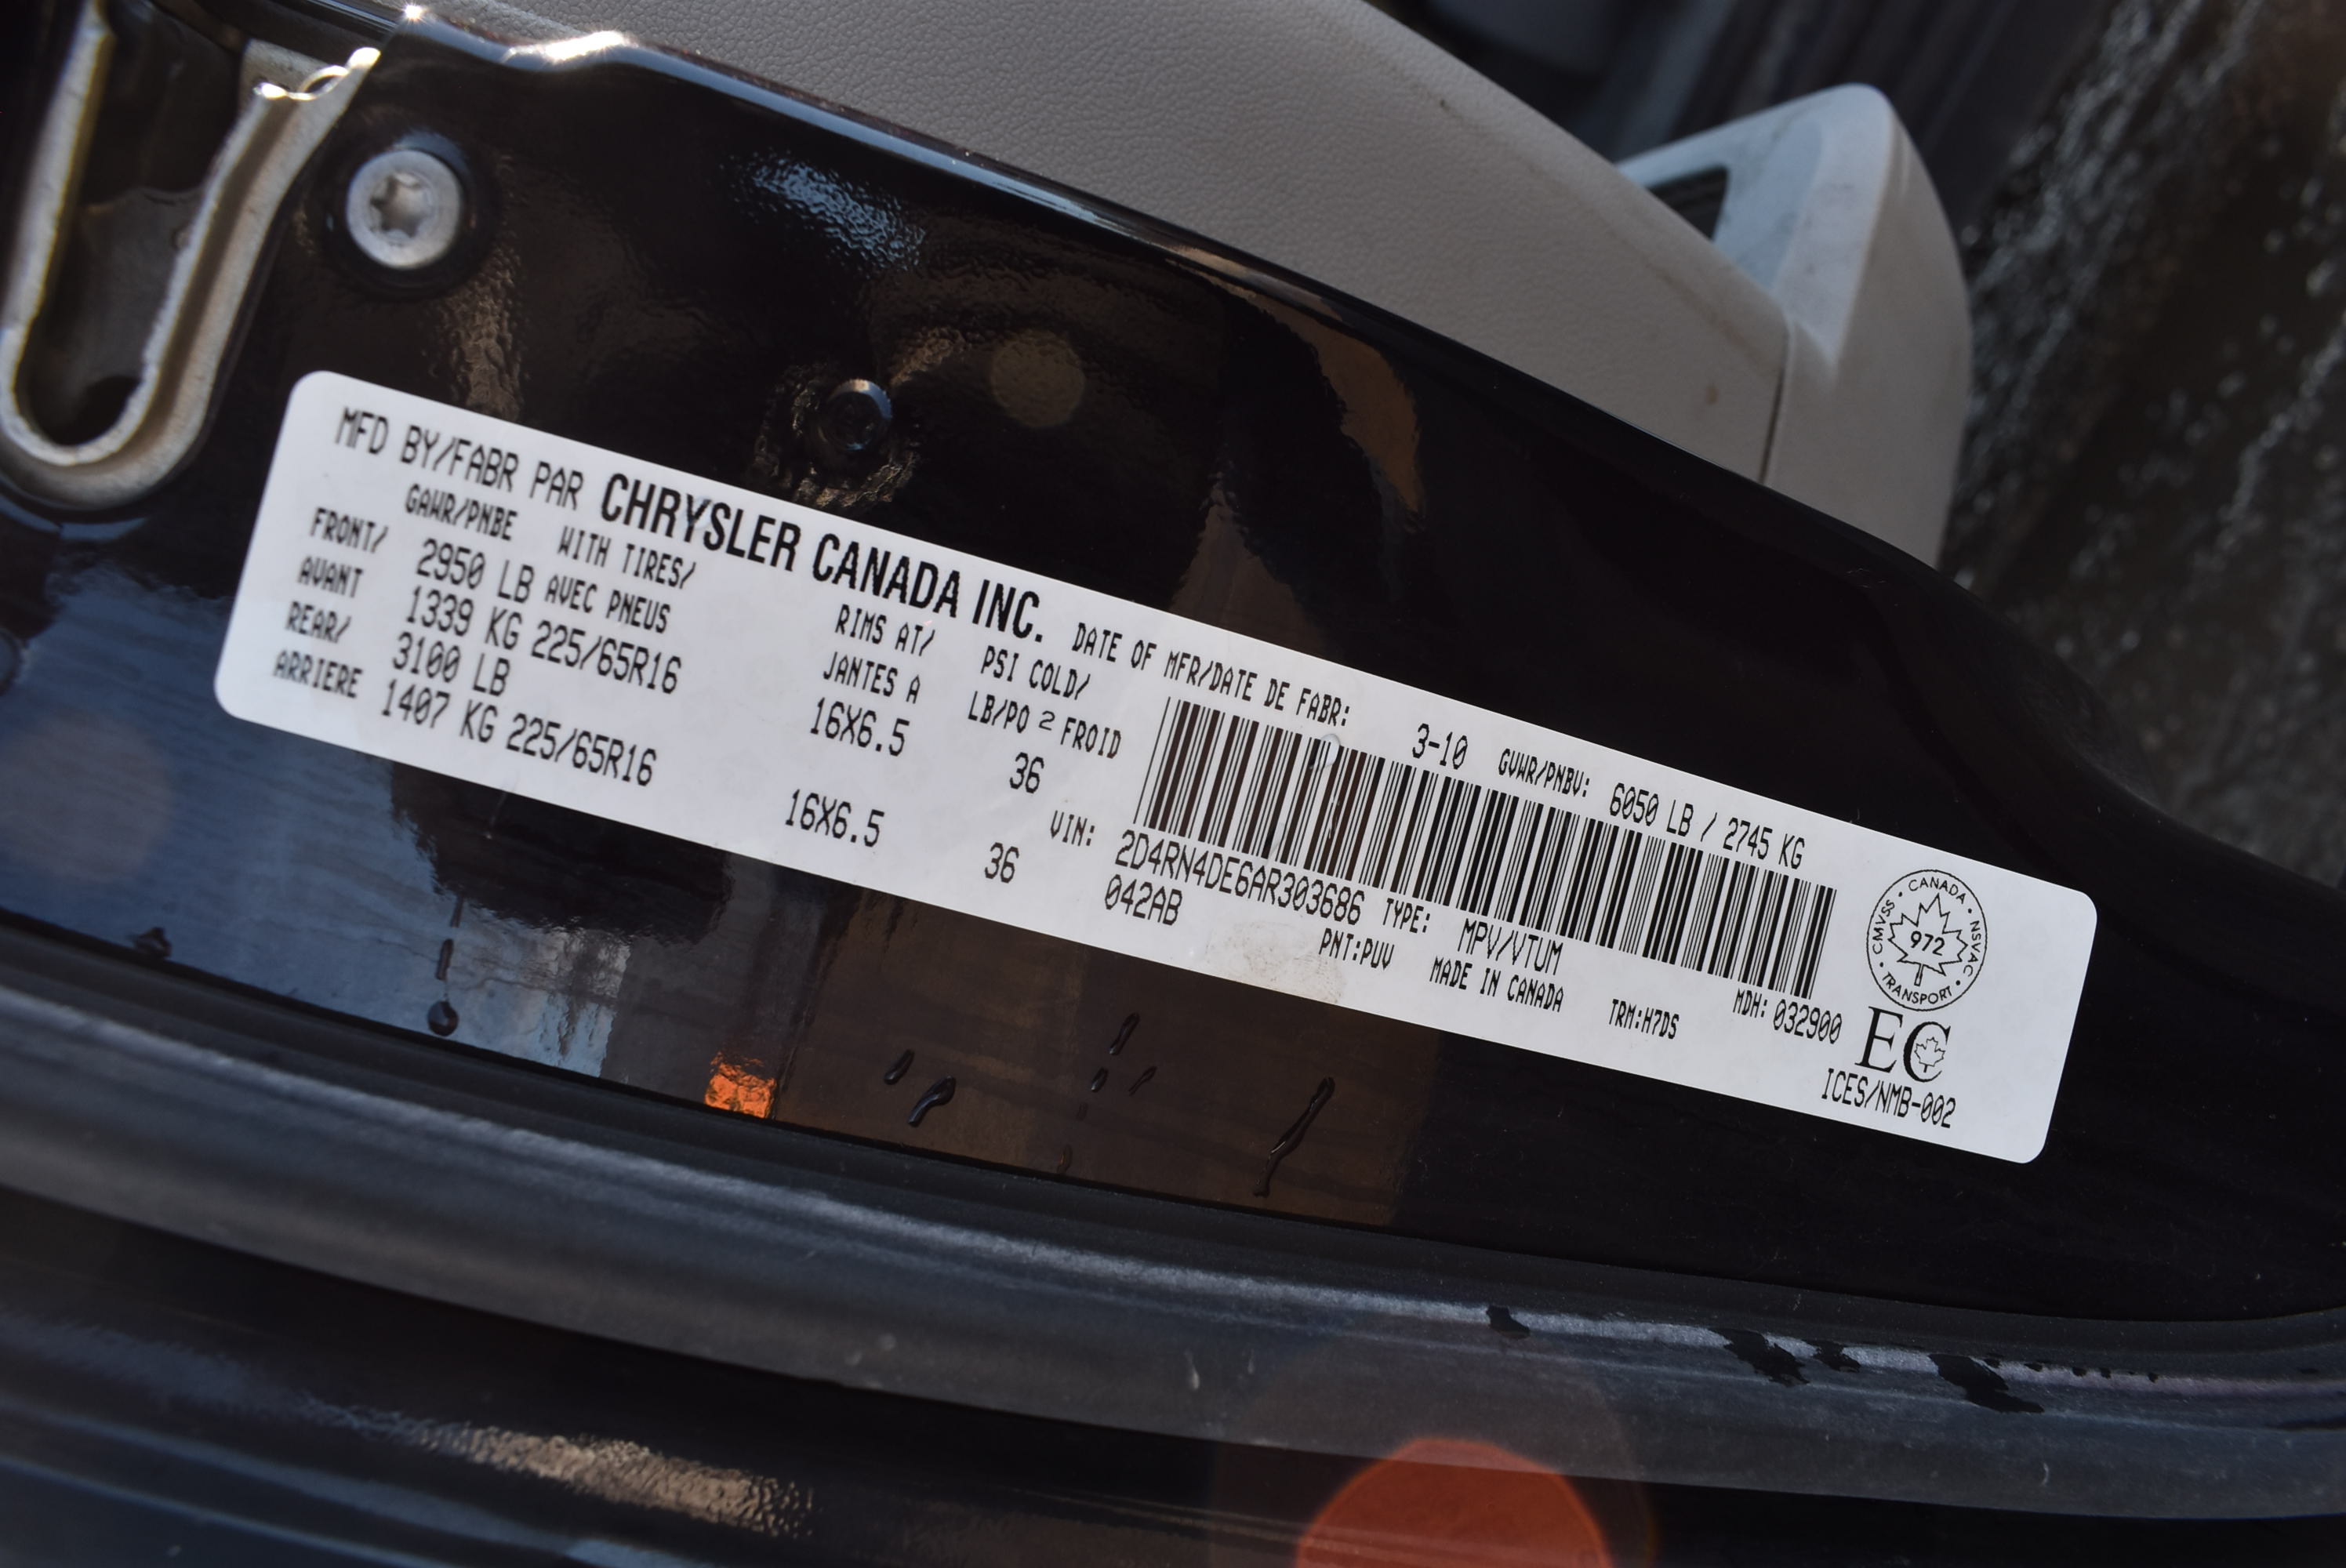 MFD BY/FABR PAR CHRYSLER CANADA INC. DATE OF MFR/DATE DE FABR: 3-10 GVWR/PNBV: 6050 LB / 2745 KG
GAWR/PNBE WITH TIRES/ RIMS AT/ PSI COLD/
AVEC PNEUS JANTES A LB/PO² FROID
FRONT/ 2950 LB
AVANT 1339 KG 225/65R16 16X6.5 36
REAR/ 3100 LB
ARRIERE 1407 KG 225/65R16 16X6.5 36
VIN: 2D4RN4DE6AR303686 TYPE: MPV/VTUM MDH: 032900
042AB PNT:PUV MADE IN CANADA TRM:H7DS
CANADA • NSVAC • TRANSPORT • CMVSS •
972
EC
ICES/NMB-002